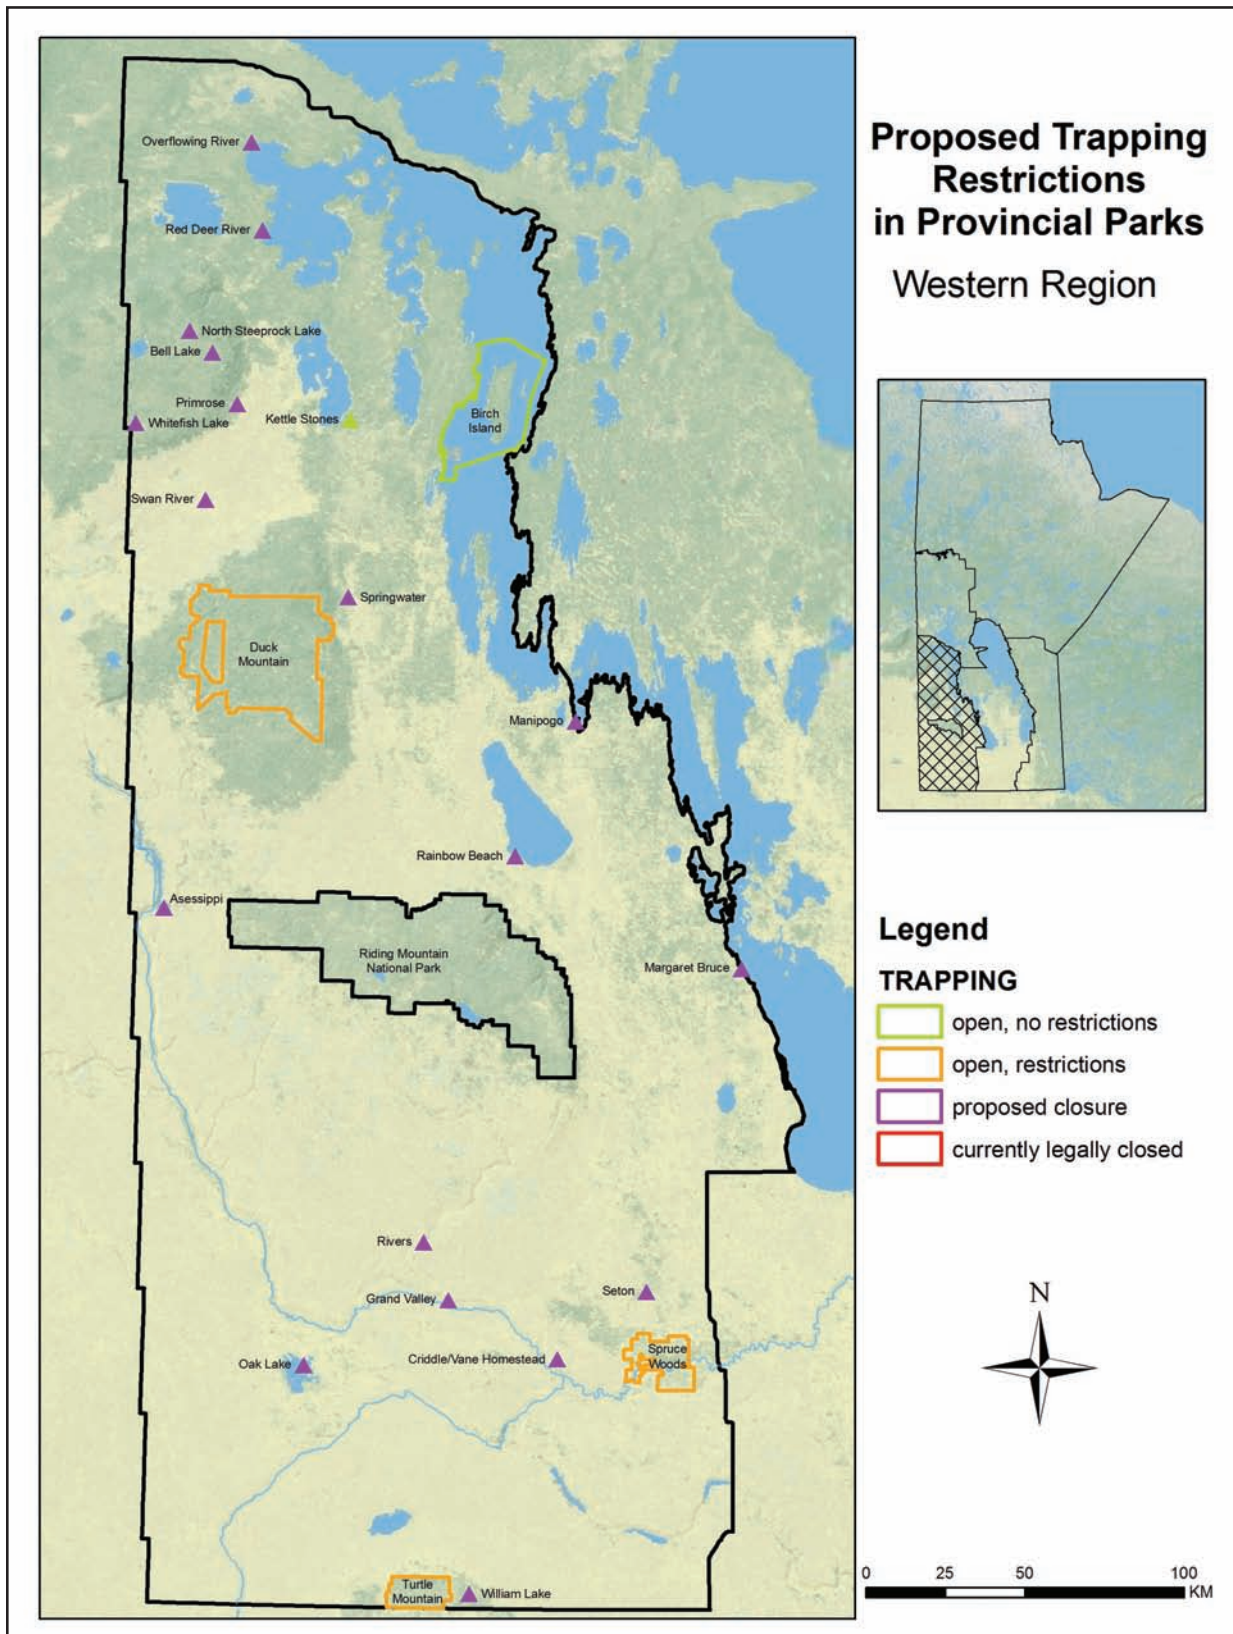 Proposed Trapping
Restrictions
in Provincial Parks
Western Region
Overflowing River
Red Deer River
North Steeprock Lake
Bell Lake
Primrose
Whitefish Lake
Kettle Stones
Birch
Island
Swan River
Springwater
Duck
Mountain
Manipogo
Rainbow Beach
Asessippi
Riding Mountain
National Park
Margaret Bruce
Rivers
Grand Valley
Seton
Oak Lake
Criddle/Vane Homestead
Spruce
Woods
Turtle
Mountain
William Lake
Legend
TRAPPING
open, no restrictions
open, restrictions
proposed closure
currently legally closed
N
0 25 50 100
KM